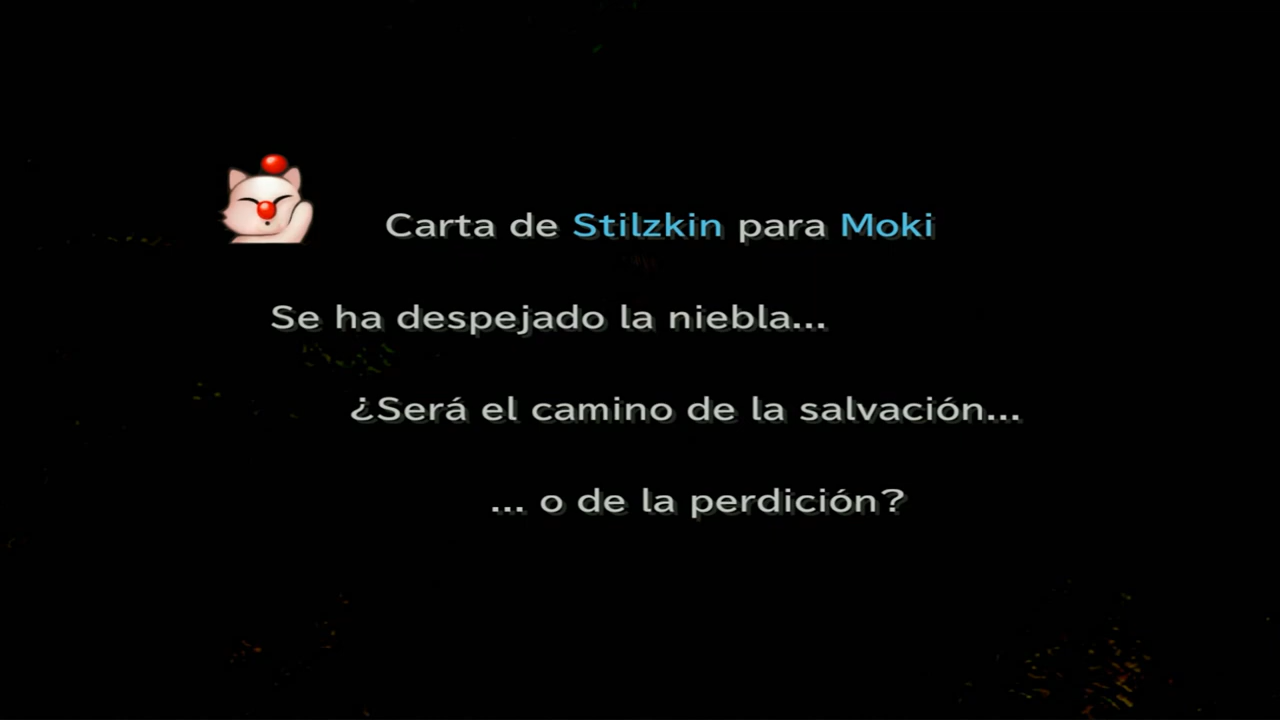 Carta de Stilzkin para Moki
Se ha despejado la niebla...
¿Será el camino de la salvación...
... o de la perdición?